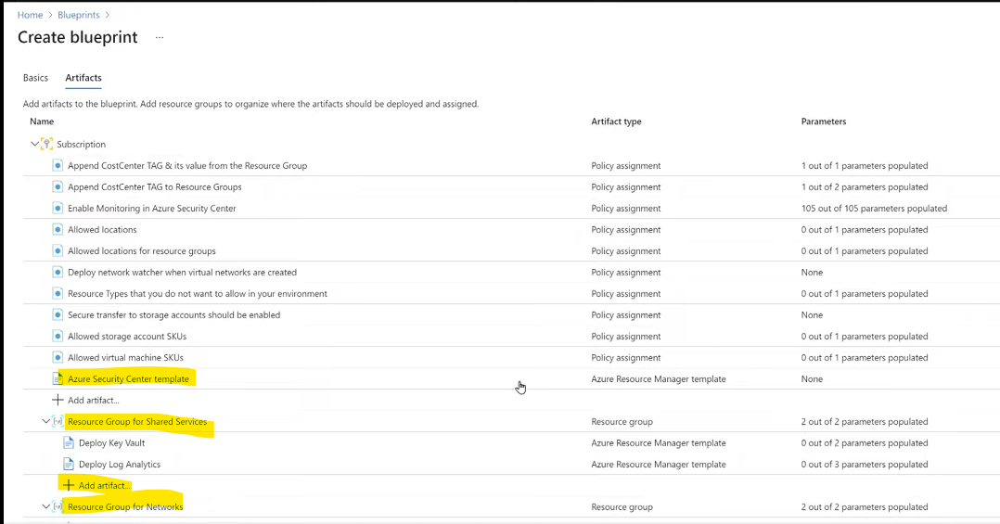 Home > Blueprints >
Create blueprint ...
Basics Artifacts
Add artifacts to the blueprint. Add resource groups to organize where the artifacts should be deployed and assigned.
Name Artifact type Parameters
Subscription
Append CostCenter TAG & its value from the Resource Group Policy assignment 1 out of 1 parameters populated
Append CostCenter TAG to Resource Groups Policy assignment 1 out of 2 parameters populated
Enable Monitoring in Azure Security Center Policy assignment 105 out of 105 parameters populated
Allowed locations Policy assignment 0 out of 1 parameters populated
Allowed locations for resource groups Policy assignment 0 out of 1 parameters populated
Deploy network watcher when virtual networks are created Policy assignment None
Resource Types that you do not want to allow in your environment Policy assignment 0 out of 1 parameters populated
Secure transfer to storage accounts should be enabled Policy assignment None
Allowed storage account SKUs Policy assignment 0 out of 1 parameters populated
Allowed virtual machine SKUs Policy assignment 0 out of 1 parameters populated
Azure Security Center template Azure Resource Manager template None
+ Add artifact...
Resource Group for Shared Services Resource group 2 out of 2 parameters populated
Deploy Key Vault Azure Resource Manager template 0 out of 2 parameters populated
Deploy Log Analytics Azure Resource Manager template 0 out of 3 parameters populated
+ Add artifact...
Resource Group for Networks Resource group 2 out of 2 parameters populated